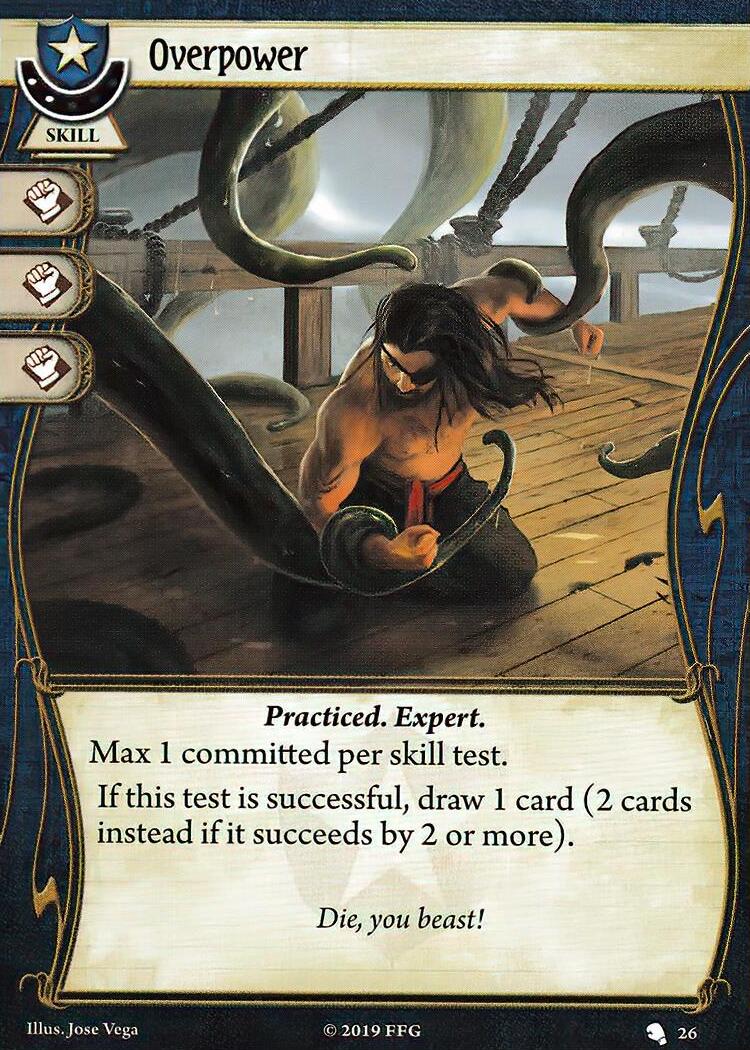 Overpower
SKILL
Practiced. Expert.
Max 1 committed per skill test.
If this test is successful, draw 1 card (2 cards
instead if it succeeds by 2 or more).
Die, you beast!
Illus. Jose Vega
© 2019 FFG
26